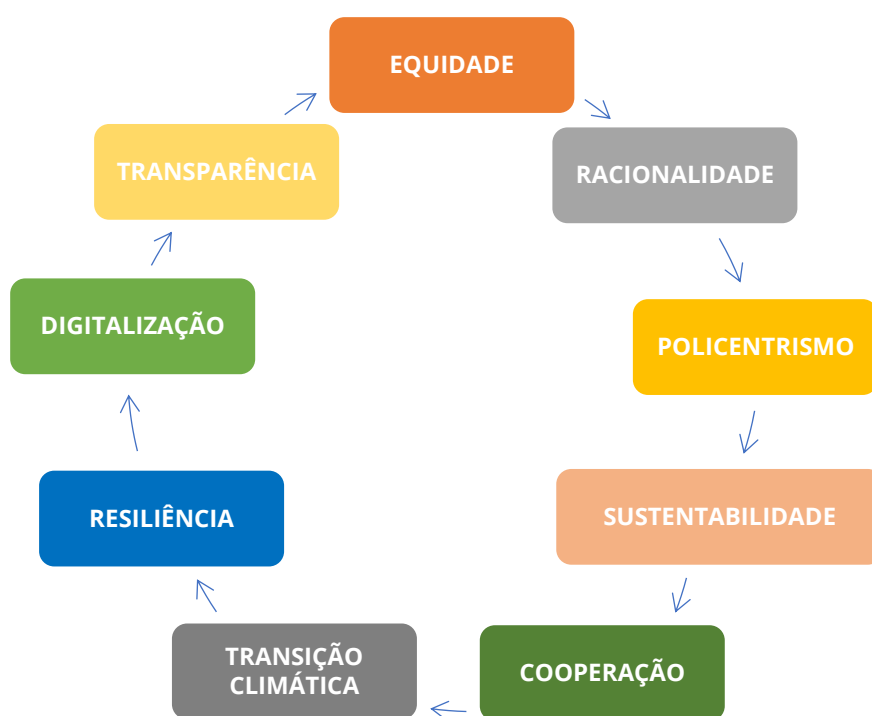 EQUIDADE
RACIONALIDADE
POLICENTRISMO
SUSTENTABILIDADE
COOPERAÇÃO
TRANSIÇÃO
CLIMÁTICA
RESILIÊNCIA
DIGITALIZAÇÃO
TRANSPARÊNCIA